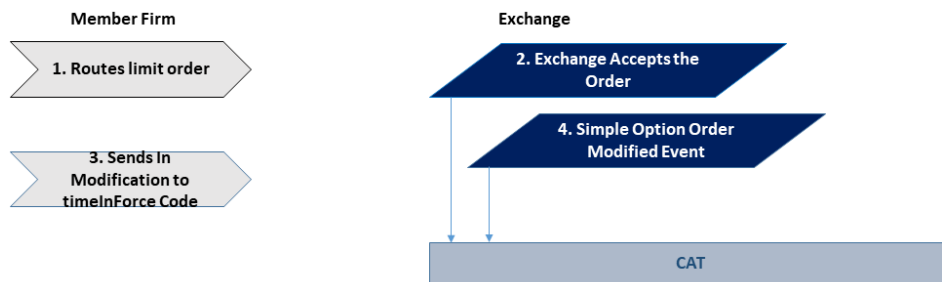 Member Firm
Exchange
1. Routes limit order
2. Exchange Accepts the
Order
3. Sends In
Modification to
timeInForce Code
4. Simple Option Order
Modified Event
CAT